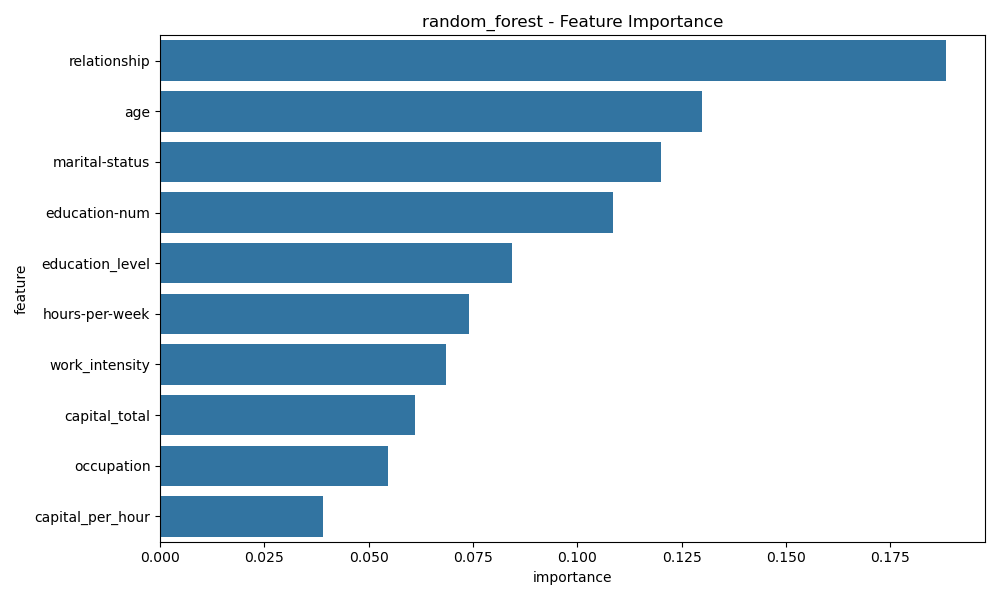 random_forest - Feature Importance
relationship
age
marital-status
education-num
education_level
hours-per-week
work_intensity
capital_total
occupation
capital_per_hour
feature
0.000 0.025 0.050 0.075 0.100 0.125 0.150 0.175
importance